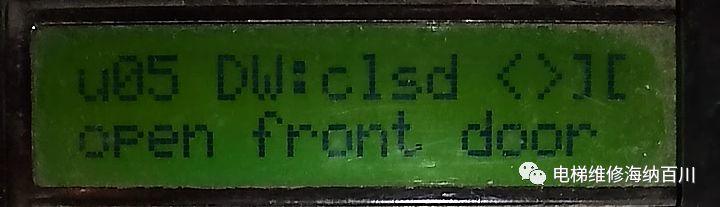 u05 DW:clsd <>][
open front door
电梯维修海纳百川